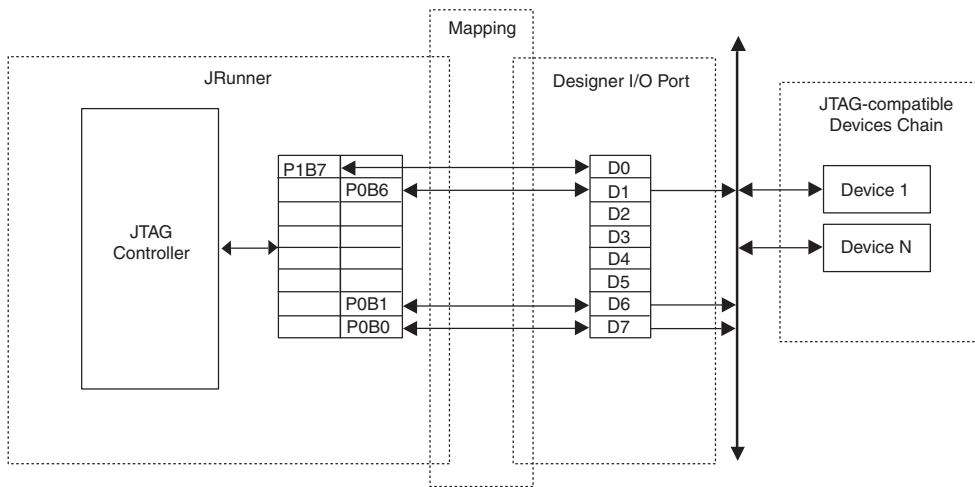 Mapping
JRunner
Designer I/O Port
JTAG-compatible
Devices Chain
JTAG
Controller
P1B7
P0B6
P0B1
P0B0
D0
D1
D2
D3
D4
D5
D6
D7
Device 1
Device N